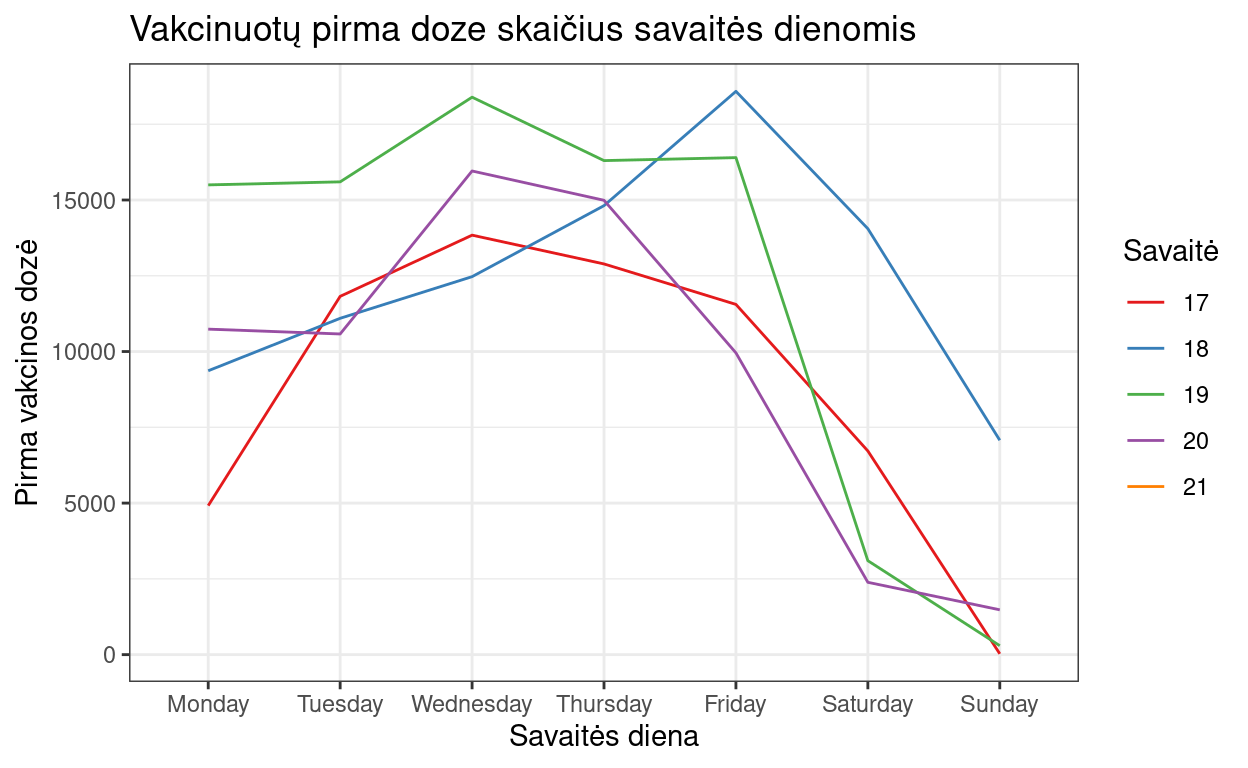 Vakcinuotų pirma doze skaičius savaitės dienomis
Pirma vakcinos dozė
15000
10000
5000
0
Monday Tuesday Wednesday Thursday Friday Saturday Sunday
Savaitės diena
Savaitė
17
18
19
20
21